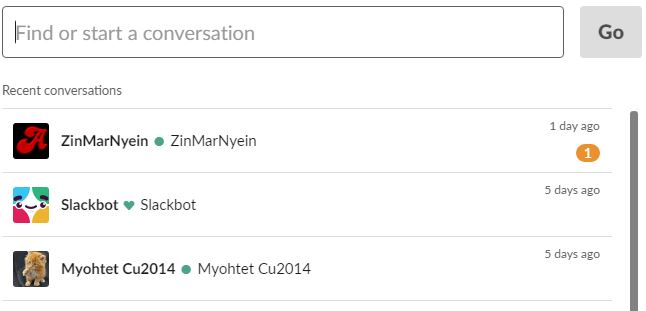 Find or start a conversation
Go
Recent conversations
ZinMarNyein ZinMarNyein
1 day ago
1
Slackbot Slackbot
5 days ago
Myohtet Cu2014 Myohtet Cu2014
5 days ago